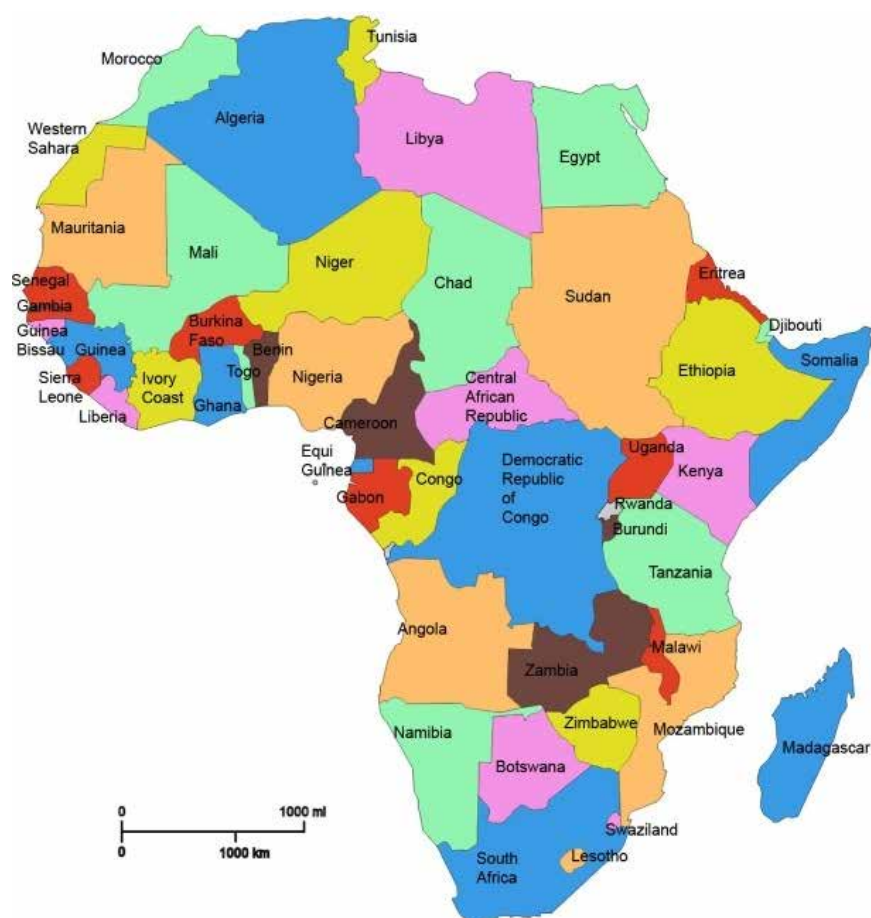 Tunisia
Morocco
Algeria
Western
Sahara
Libya
Egypt
Mauritania
Mali
Niger
Chad
Sudan
Eritrea
Senegal
Gambia
Guinea
Bissau
Guinea
Burkina
Faso
Benin
Djibouti
Somalia
Ethiopia
Sierra
Leone
Ivory
Coast
Togo
Ghana
Nigeria
Central
African
Republic
Liberia
Cameroon
Equi
Guinea
Gabon
Congo
Democratic
Republic
of
Congo
Uganda
Kenya
Rwanda
Burundi
Tanzania
Angola
Zambia
Malawi
Namibia
Zimbabwe
Mozambique
Botswana
Madagascar
0 1000 mi
0 1000 km
Swaziland
South
Africa
Lesotho